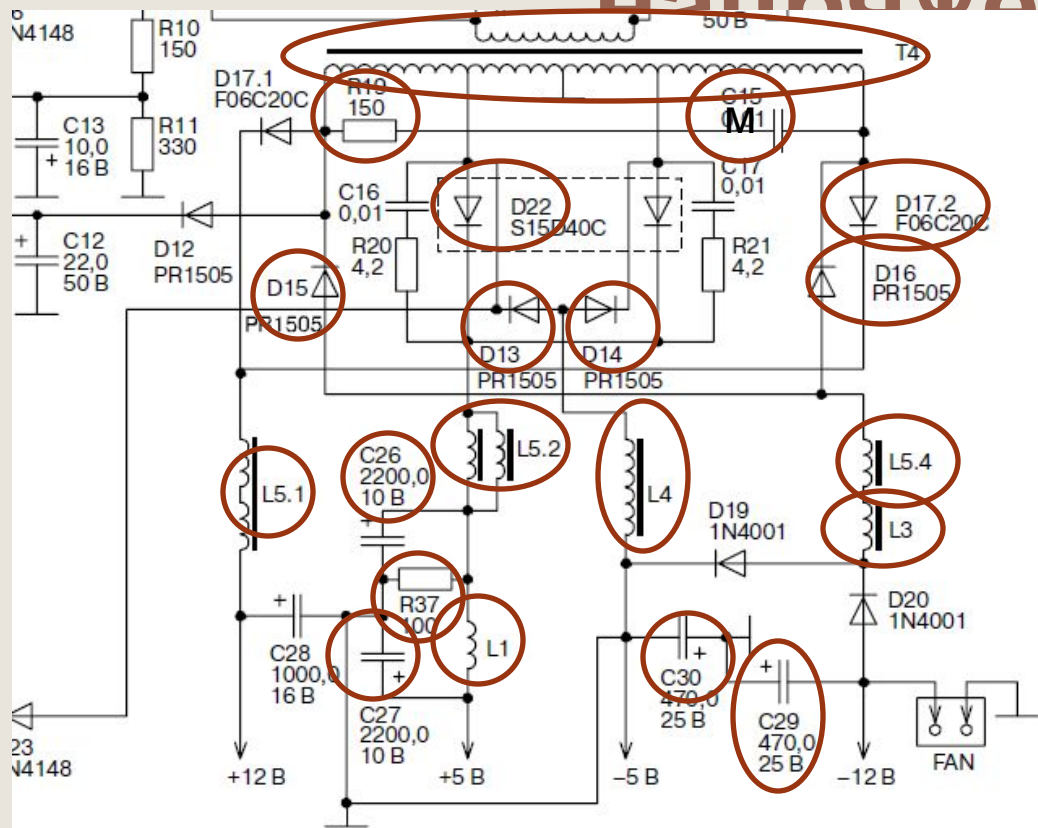 50 В
N4148
R10
150
T4
D17.1
F06C20C
R19
150
C15
0,01
М
C13
10,0
16 В
+
R11
330
C16
0,01
D22
S15D40C
C17
0,01
D17.2
F06C20C
+
C12
22,0
50 В
D12
PR1505
R20
4,2
R21
4,2
D15
PR1505
D16
PR1505
D13
PR1505
D14
PR1505
C26
2200,0
10 В
+
L5.2
L5.4
L5.1
L4
D19
1N4001
L3
R37
100
D20
1N4001
+
C28
1000,0
16 В
L1
+
C27
2200,0
10 В
+
C30
470,0
25 В
+
C29
470,0
25 В
23
N4148
+12 В
+5 В
−5 В
−12 В
FAN